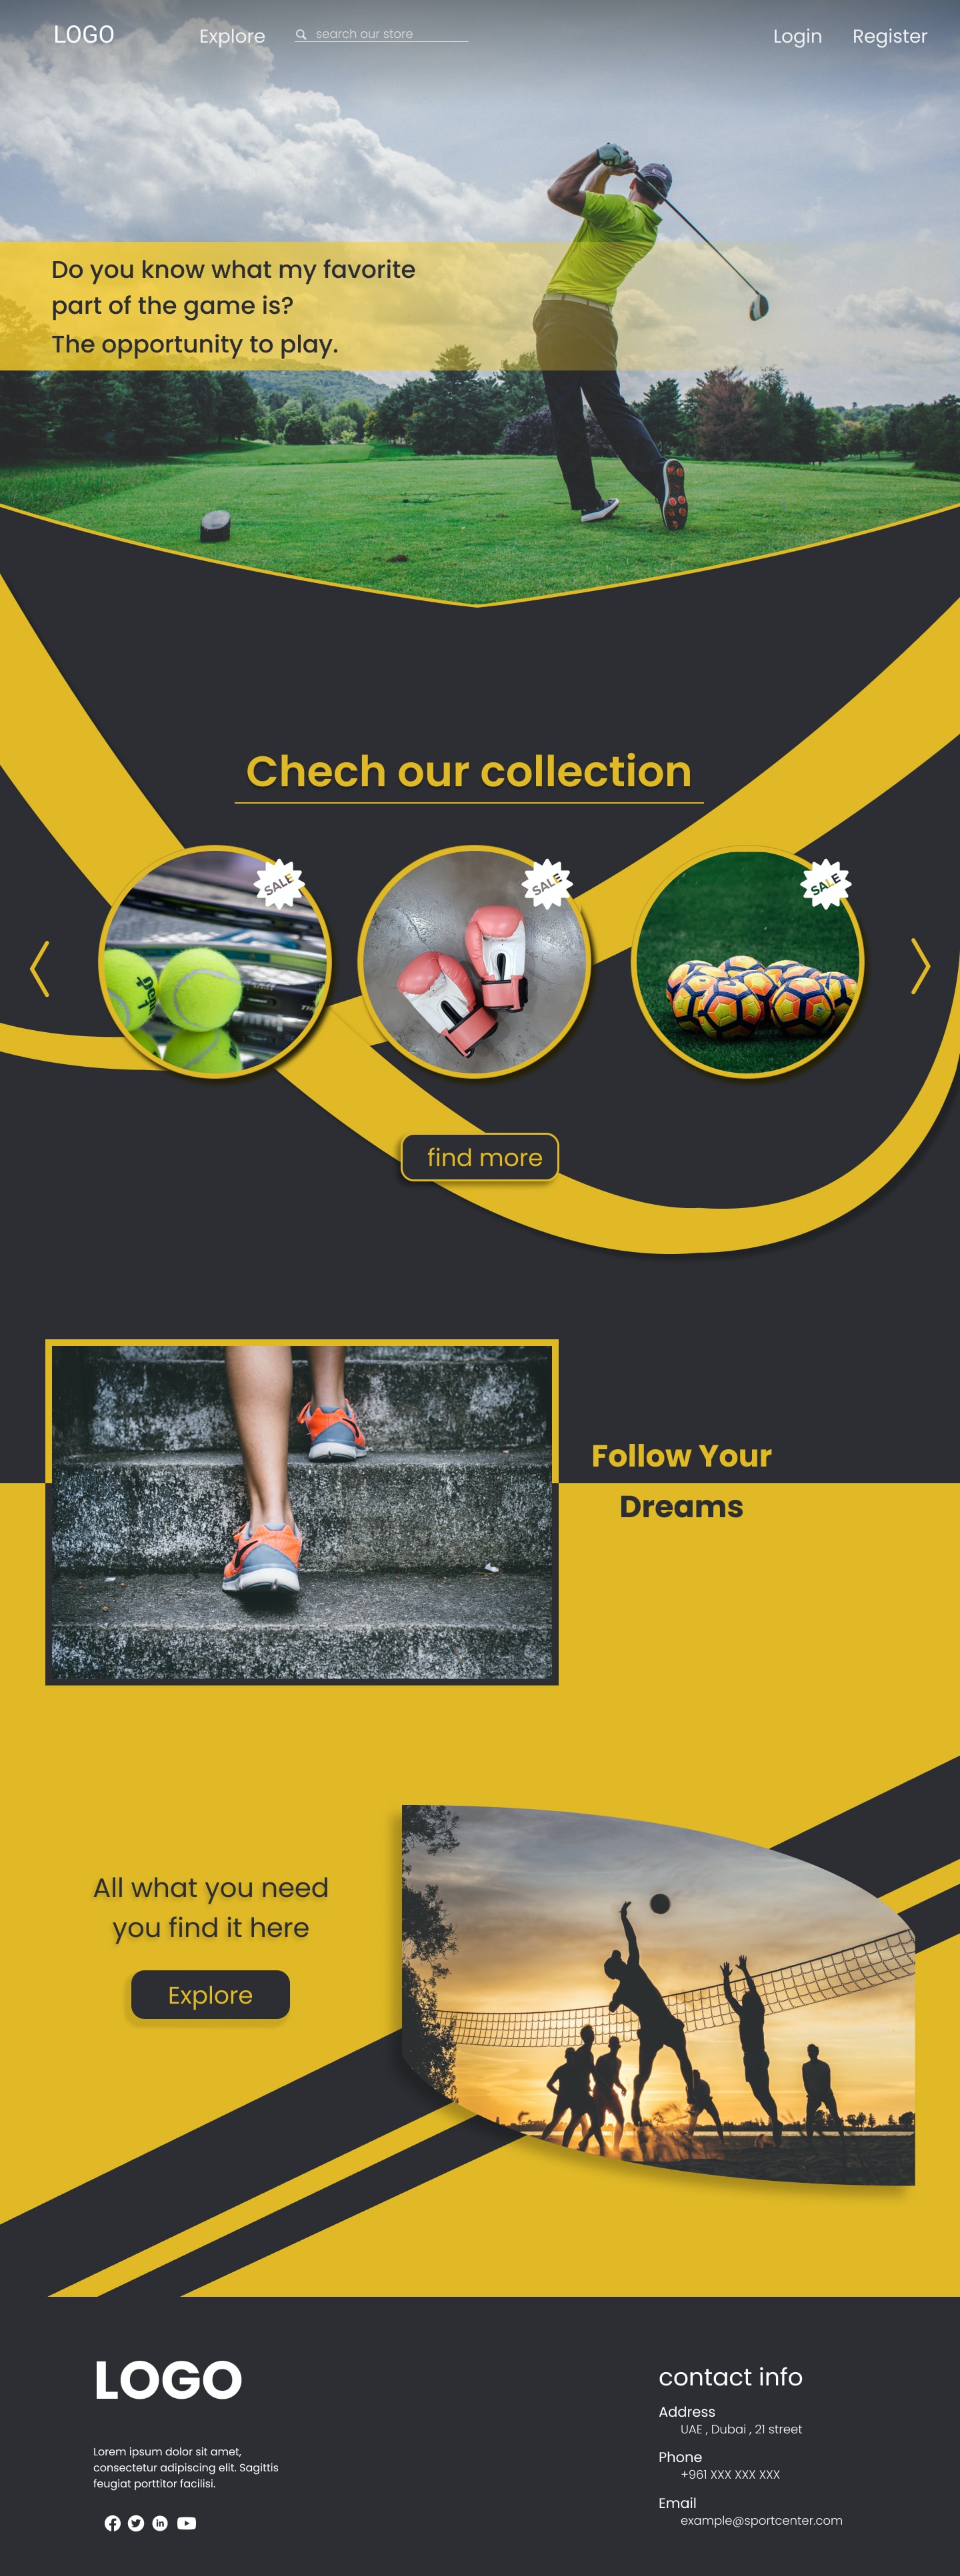 LOGO
Explore
search our store
Login
Register
Do you know what my favorite
part of the game is?
The opportunity to play.
Chech our collection
SALE
SALE
SALE
find more
Follow Your
Dreams
All what you need
you find it here
Explore
LOGO
Lorem ipsum dolor sit amet,
consectetur adipiscing elit. Sagittis
feugiat porttitor facilisi.
contact info
Address
UAE , Dubai , 21 street
Phone
+961 XXX XXX XXX
Email
example@sportcenter.com